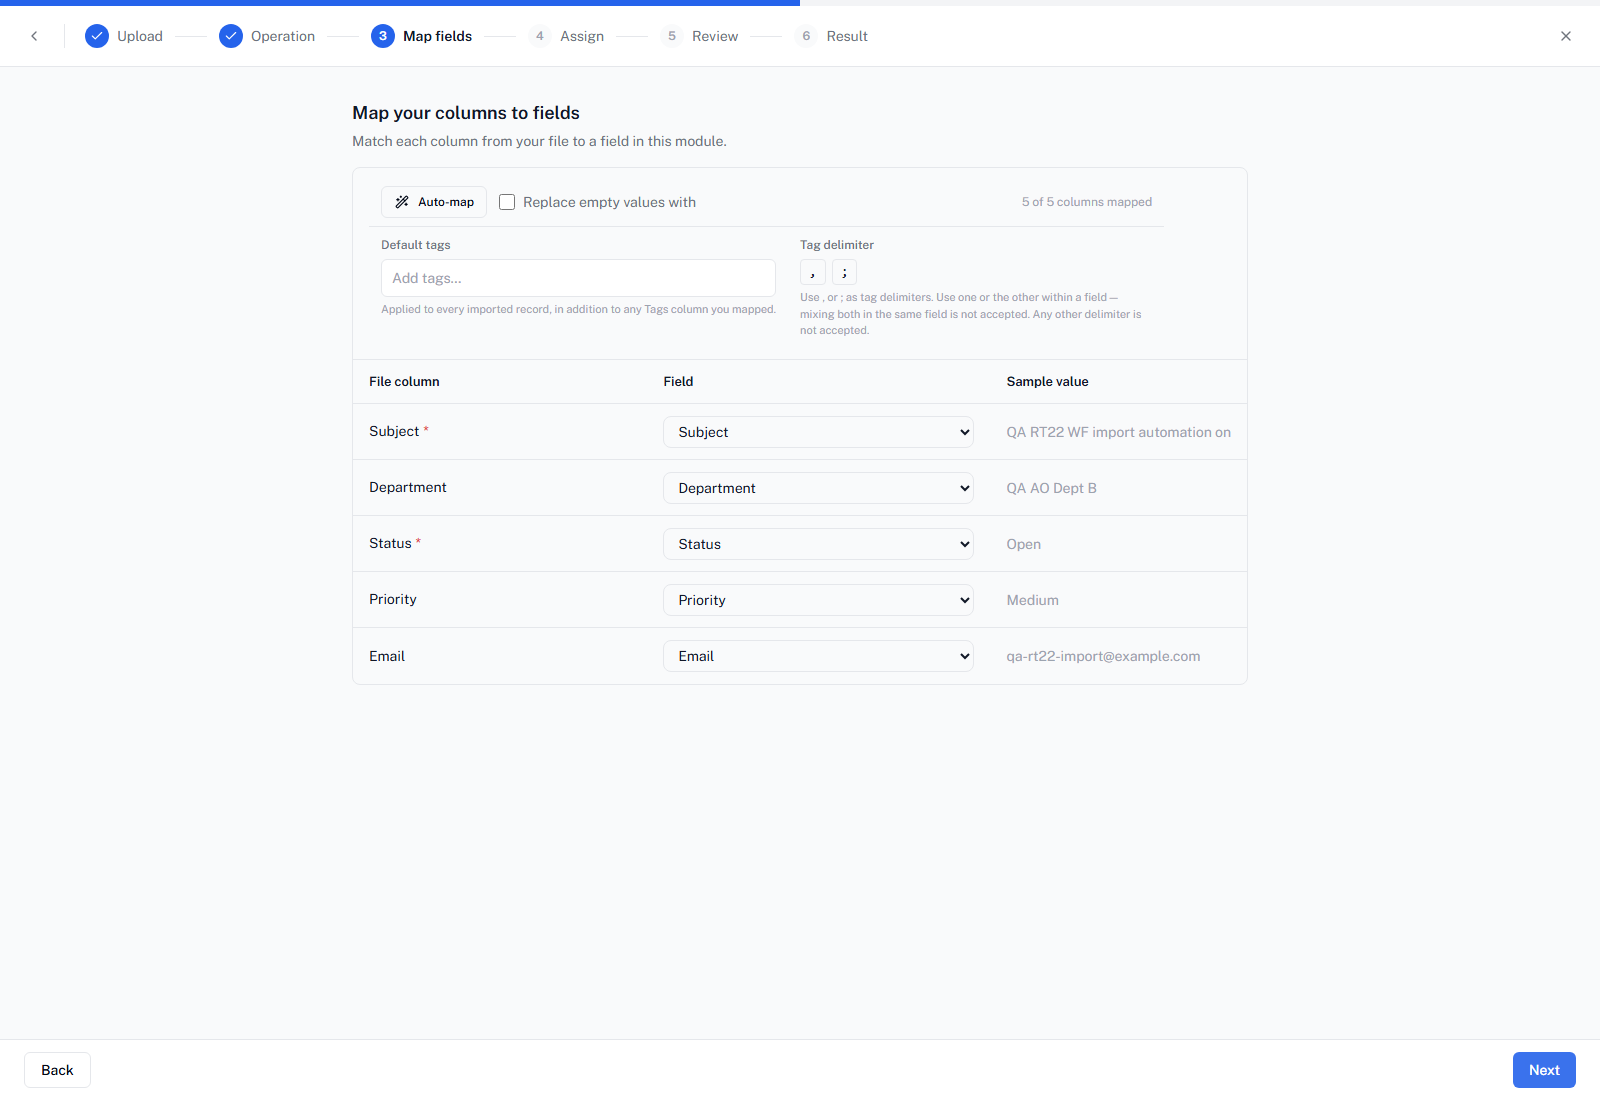 Upload
Operation
3 Map fields
4 Assign
5 Review
6 Result
Map your columns to fields
Match each column from your file to a field in this module.
Auto-map
Replace empty values with
5 of 5 columns mapped
Default tags
Add tags...
Applied to every imported record, in addition to any Tags column you mapped.
Tag delimiter
, ;
Use , or ; as tag delimiters. Use one or the other within a field —
mixing both in the same field is not accepted. Any other delimiter is
not accepted.
File column Field Sample value
Subject * Subject QA RT22 WF import automation on
Department Department QA AO Dept B
Status * Status Open
Priority Priority Medium
Email Email qa-rt22-import@example.com
Back
Next